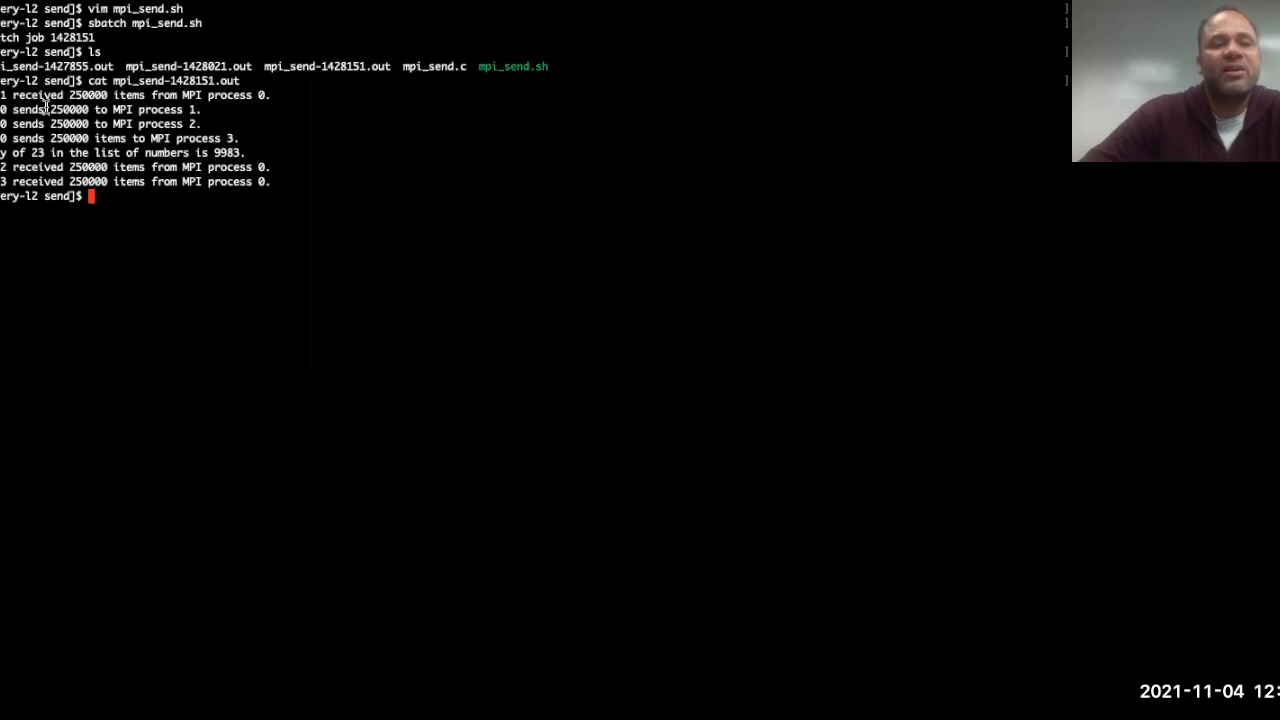 ery-l2 send]$ vim mpi_send.sh
ery-l2 send]$ sbatch mpi_send.sh
tch job 1428151
ery-l2 send]$ ls
i_send-1427855.out mpi_send-1428021.out mpi_send-1428151.out mpi_send.c mpi_send.sh
ery-l2 send]$ cat mpi_send-1428151.out
1 received 250000 items from MPI process 0.
0 sends 250000 to MPI process 1.
0 sends 250000 to MPI process 2.
0 sends 250000 items to MPI process 3.
y of 23 in the list of numbers is 9983.
2 received 250000 items from MPI process 0.
3 received 250000 items from MPI process 0.
ery-l2 send]$
]
]
]
]
2021-11-04 12: